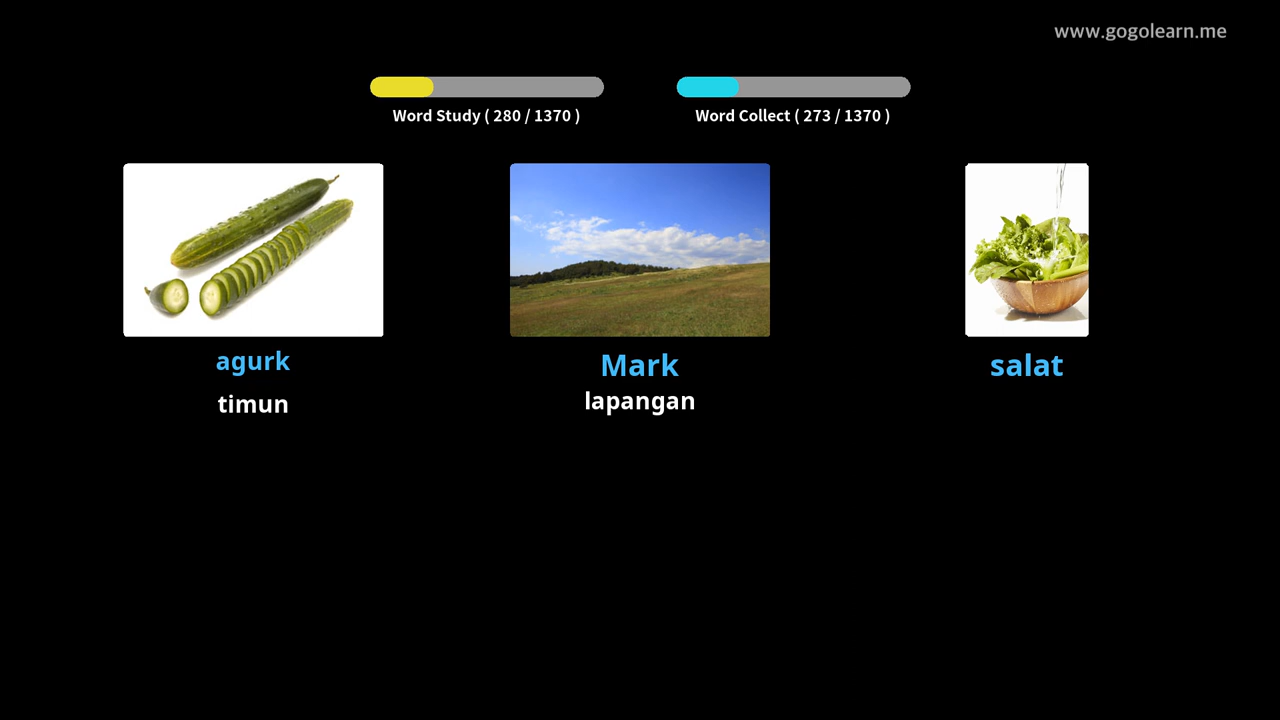 www.gogolearn.me
Word Study ( 280 / 1370 )
Word Collect ( 273 / 1370 )
agurk
timun
Mark
lapangan
salat